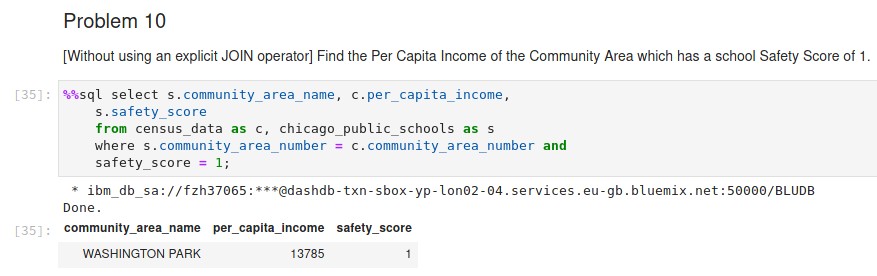 Problem 10
[Without using an explicit JOIN operator] Find the Per Capita Income of the Community Area which has a school Safety Score of 1.
[35]: %%sql select s.community_area_name, c.per_capita_income,
s.safety_score
from census_data as c, chicago_public_schools as s
where s.community_area_number = c.community_area_number and
safety_score = 1;
* ibm_db_sa://fzh37065:***@dashdb-txn-sbox-yp-lon02-04.services.eu-gb.bluemix.net:50000/BLUDB
Done.
[35]: community_area_name per_capita_income safety_score
WASHINGTON PARK 13785 1